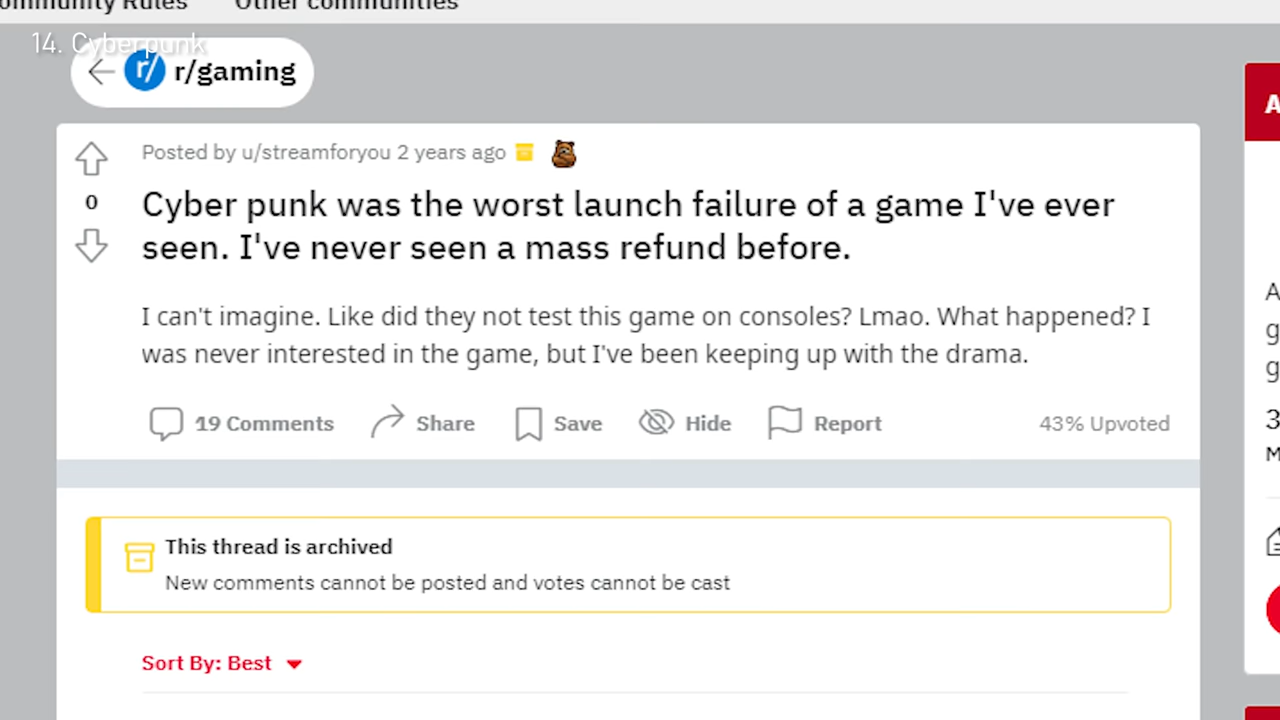 Community Rules Other communities
14. Cyberpunk
r/ r/gaming
Posted by u/streamforyou 2 years ago
0
Cyber punk was the worst launch failure of a game I've ever
seen. I've never seen a mass refund before.
I can't imagine. Like did they not test this game on consoles? Lmao. What happened? I
was never interested in the game, but I've been keeping up with the drama.
19 Comments Share Save Hide Report 43% Upvoted
This thread is archived
New comments cannot be posted and votes cannot be cast
Sort By: Best
A
A
g
g
3
M